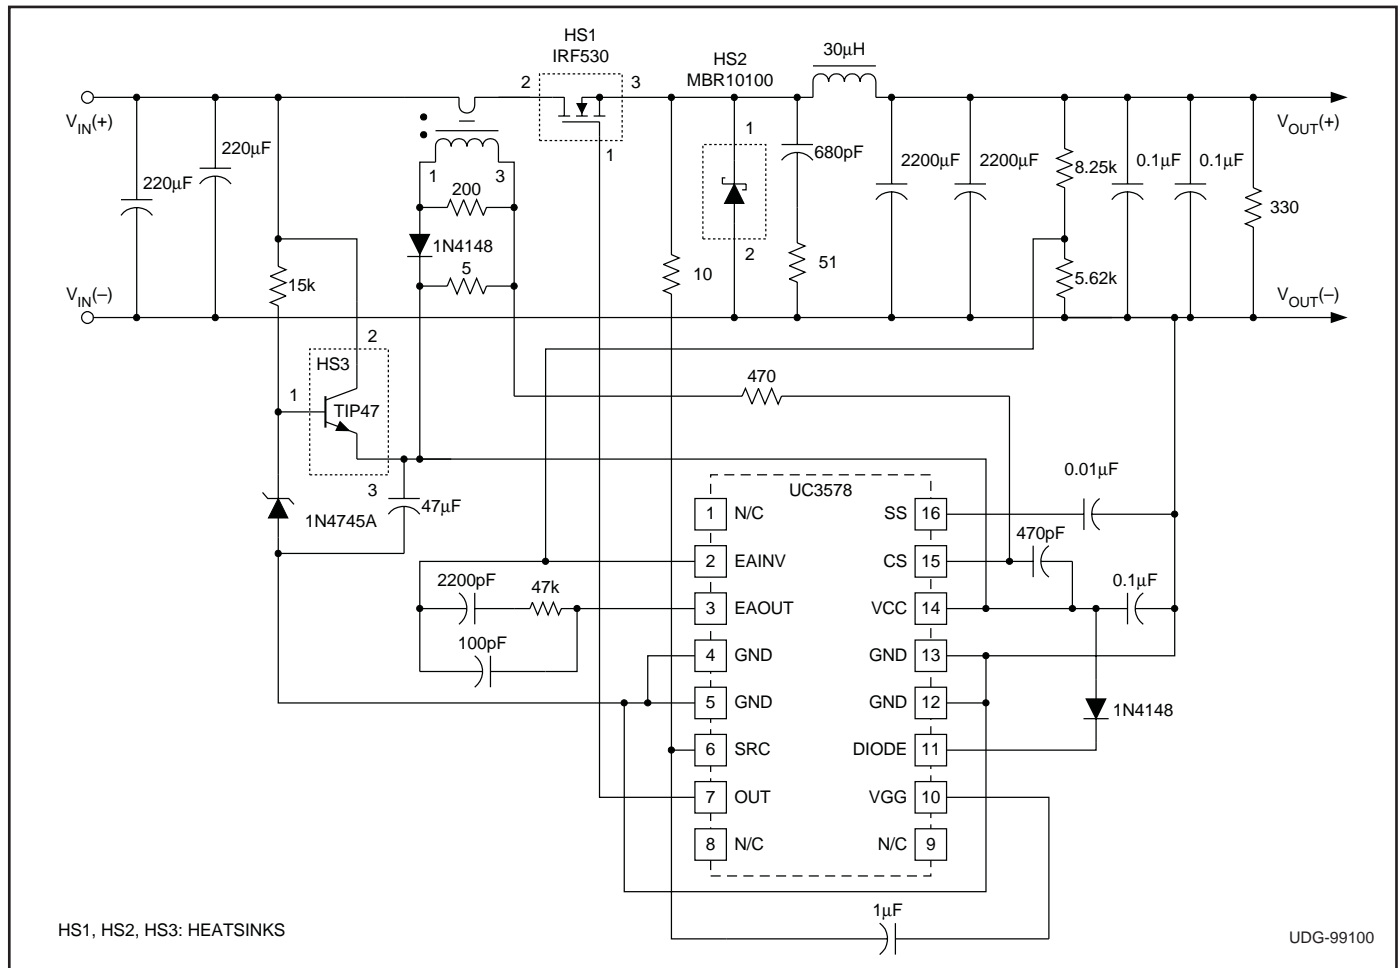 HS1
IRF530
HS2
MBR10100
30µH
2
3
1
V_IN(+)
220µF
220µF
1
3
200
1N4148
5
15k
V_IN(–)
1
2
680pF
51
10
2200µF
2200µF
8.25k
5.62k
0.1µF
0.1µF
330
V_OUT(+)
V_OUT(–)
HS3
2
1
TIP47
3
47µF
1N4745A
470
UC3578
1 N/C
SS 16
2 EAINV
CS 15
3 EAOUT
VCC 14
4 GND
GND 13
5 GND
GND 12
6 SRC
DIODE 11
7 OUT
VGG 10
8 N/C
N/C 9
0.01µF
470pF
0.1µF
1N4148
2200pF
47k
100pF
1µF
HS1, HS2, HS3: HEATSINKS
UDG-99100